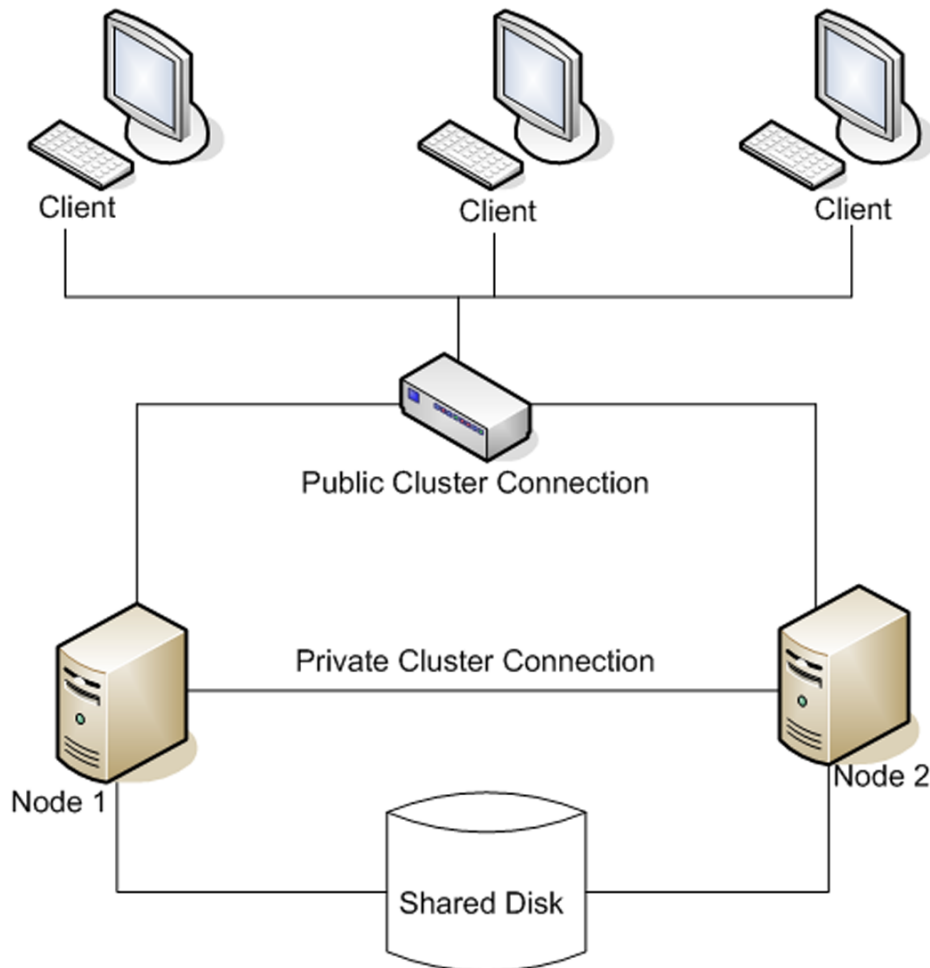 Client
Client
Client
Public Cluster Connection
Private Cluster Connection
Node 1
Node 2
Shared Disk